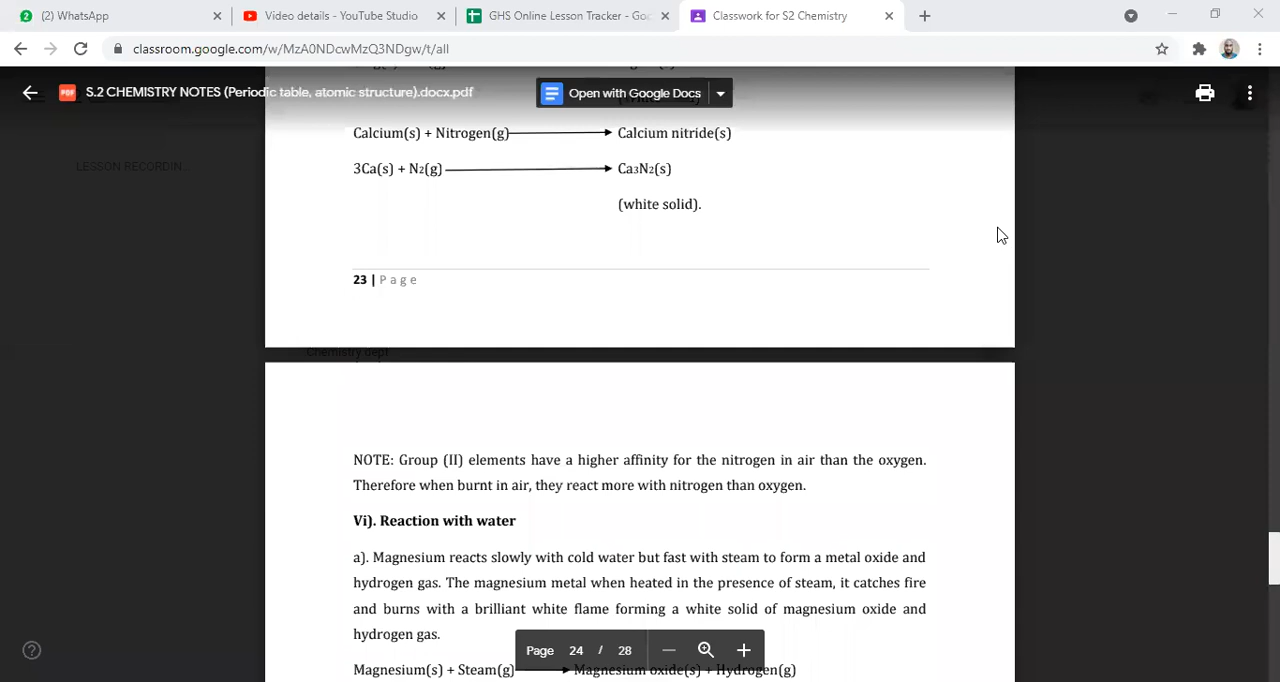 (2) WhatsApp
Video details - YouTube Studio
GHS Online Lesson Tracker - Goo
Classwork for S2 Chemistry
classroom.google.com/w/MzA0NDcwMzQ3NDgw/t/all
S.2 CHEMISTRY NOTES (Periodic table, atomic structure).docx.pdf
Open with Google Docs
Calcium(s) + Nitrogen(g) Calcium nitride(s)
LESSON RECORDIN...
3Ca(s) + N2(g) Ca3N2(s)
(white solid).
23 | Page
Chemistry dept
NOTE: Group (II) elements have a higher affinity for the nitrogen in air than the oxygen.
Therefore when burnt in air, they react more with nitrogen than oxygen.
Vi). Reaction with water
a). Magnesium reacts slowly with cold water but fast with steam to form a metal oxide and
hydrogen gas. The magnesium metal when heated in the presence of steam, it catches fire
and burns with a brilliant white flame forming a white solid of magnesium oxide and
hydrogen gas.
Page 24 / 28
Magnesium(s) + Steam(g) Magnesium oxide(s) + Hydrogen(g)